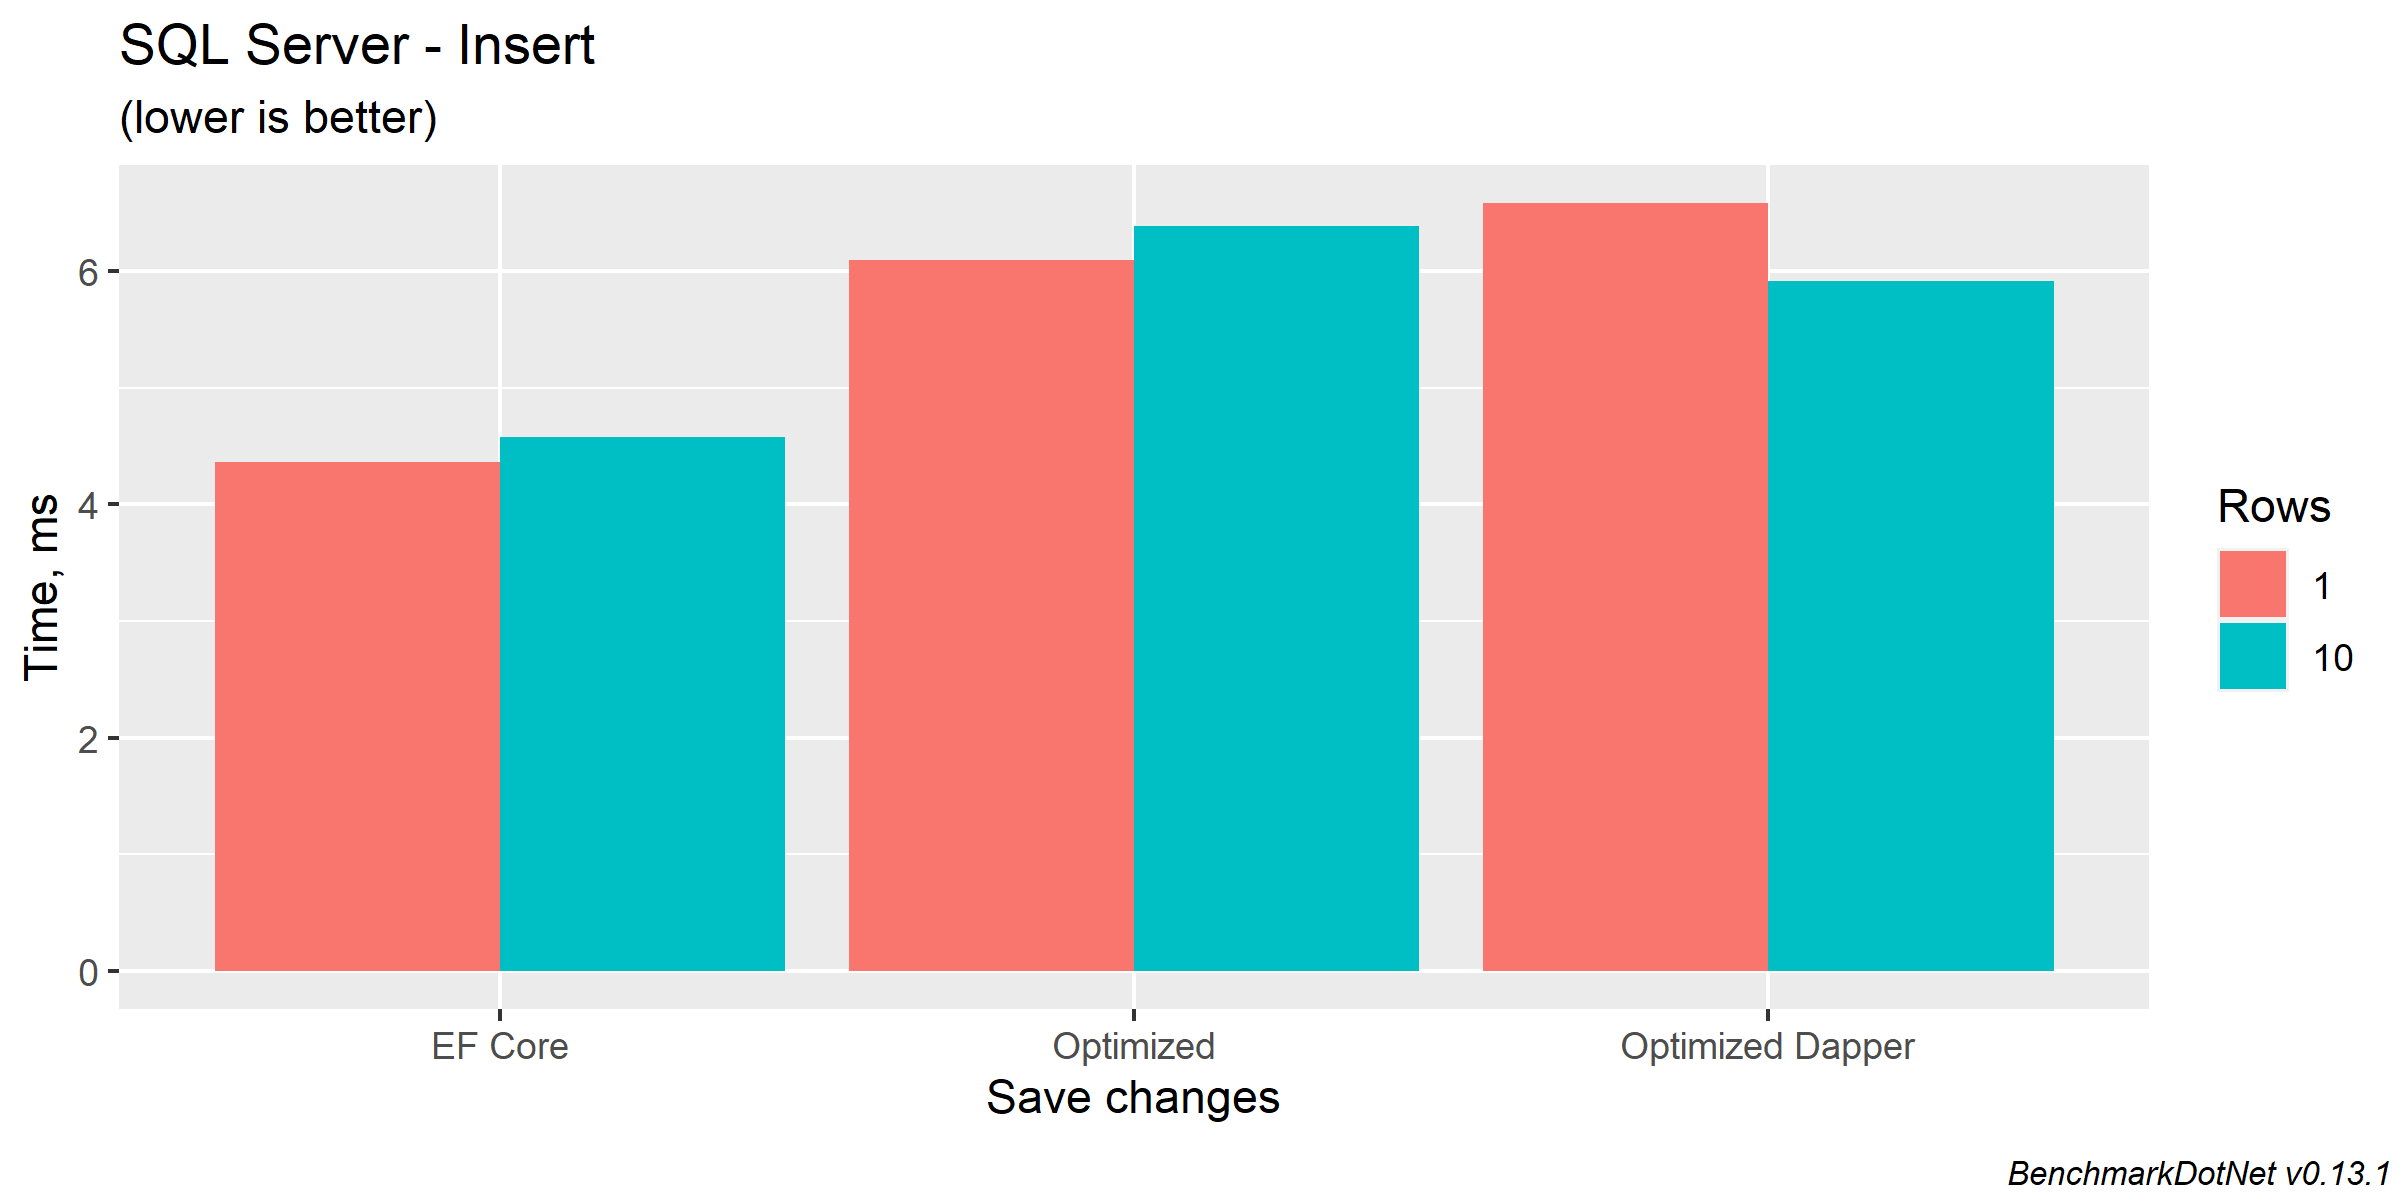 SQL Server - Insert
(lower is better)
Time, ms
6
4
2
0
EF Core
Optimized
Optimized Dapper
Save changes
Rows
1
10
BenchmarkDotNet v0.13.1